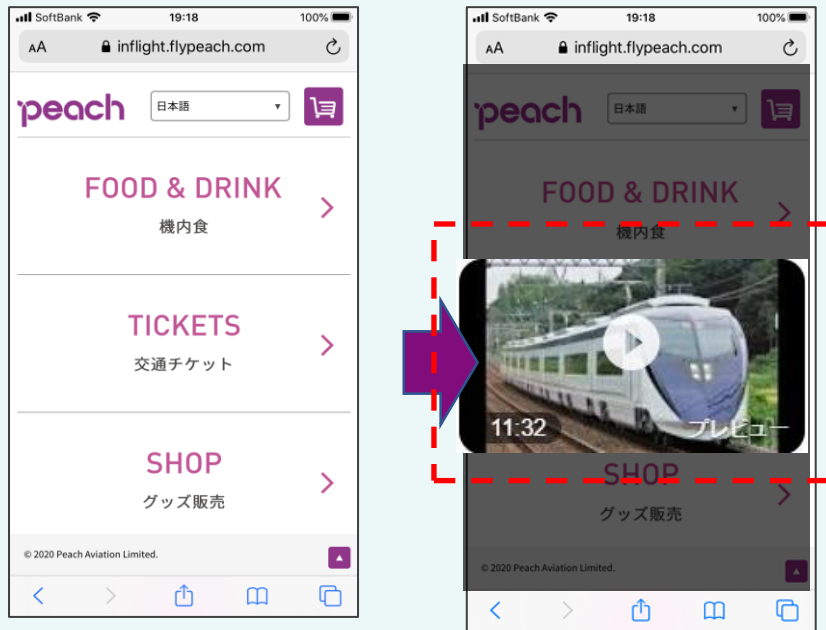 SoftBank 19:18 100%
AA inflight.flypeach.com
peach 日本語
FOOD & DRINK
機内食
TICKETS
交通チケット
SHOP
グッズ販売
© 2020 Peach Aviation Limited.
SoftBank 19:18 100%
AA inflight.flypeach.com
peach 日本語
FOOD & DRINK
機内食
11:32 プレビュー
SHOP
グッズ販売
© 2020 Peach Aviation Limited.